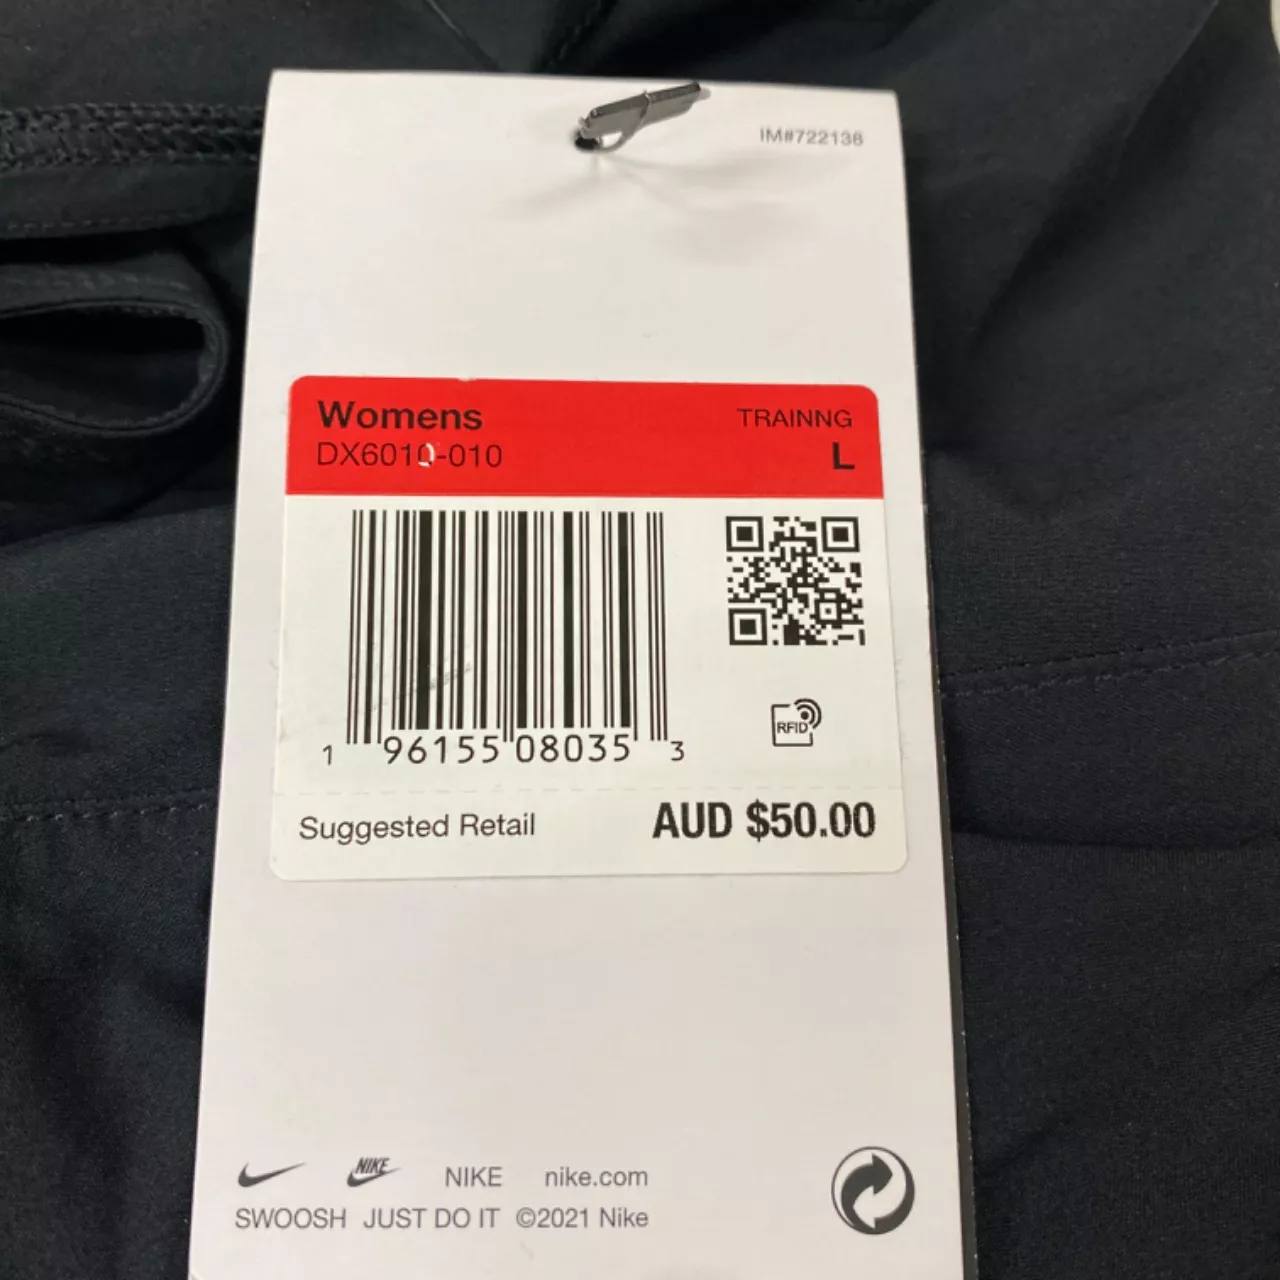 IM#722138
Womens
TRAINNG
DX6010-010
L
RFID
1 96155 08035 3
Suggested Retail
AUD $50.00
NIKE NIKE nike.com
SWOOSH JUST DO IT ©2021 Nike